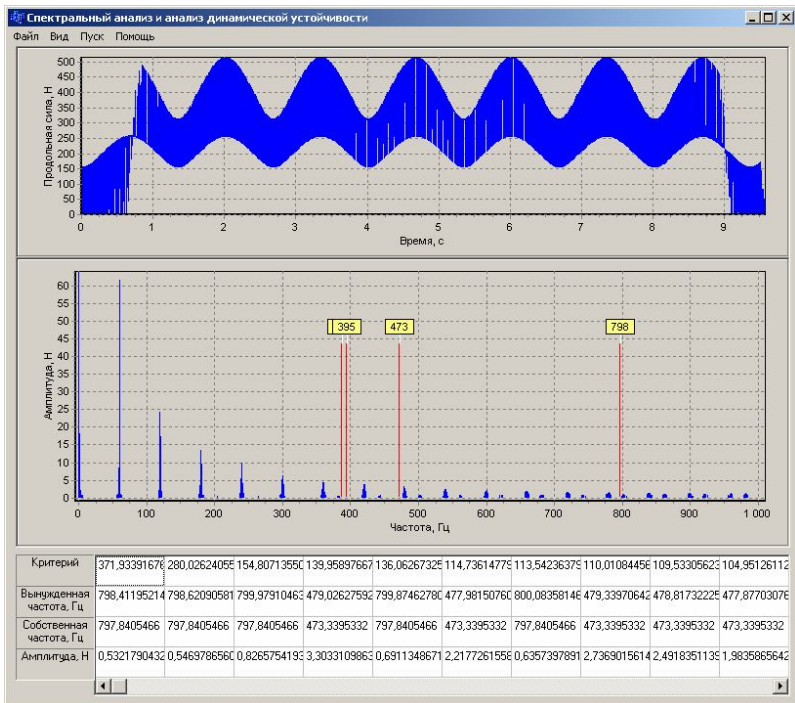 Спектральный анализ и анализ динамической устойчивости
Файл Вид Пуск Помощь
Продольная сила, Н
500
450
400
350
300
250
200
150
100
50
0
0 1 2 3 4 5 6 7 8 9
Время, с
Амплитуда, Н
60
55
50
45
40
35
30
25
20
15
10
5
0
395 473 798
0 100 200 300 400 500 600 700 800 900 1 000
Частота, Гц
Критерий 371,93391676 280,02624055 154,80713550 139,95897667 136,06267325 114,73614779 113,54236379 110,01084456 109,53305623 104,95126112
Вынужденная частота, Гц 798,41195214 798,62090581 799,97910463 479,02627592 799,87462780 477,98150760 800,08358146 479,33970642 478,81732225 477,87703076
Собственная частота, Гц 797,8405466 797,8405466 797,8405466 473,3395332 797,8405466 473,3395332 797,8405466 473,3395332 473,3395332 473,3395332
Амплитуда, Н 0,5321790432 0,5469786560 0,8265754193 3,3033109863 0,6911348671 2,2177261558 0,6357397891 2,7369015614 2,4918351139 1,9835865642